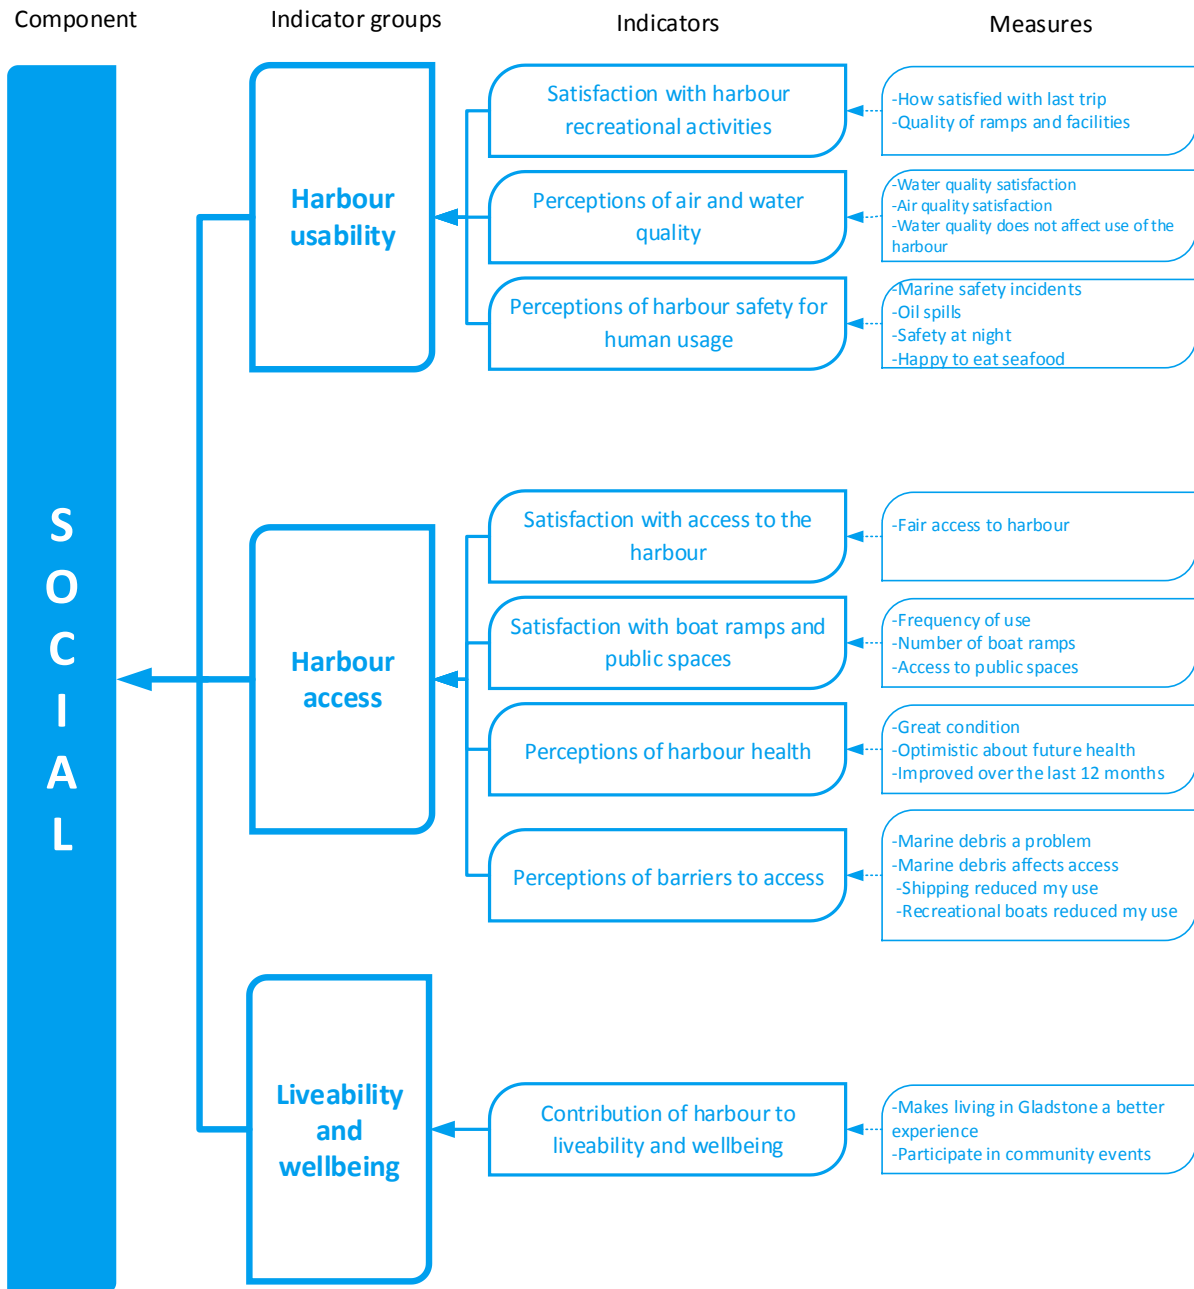 Component
Indicator groups
Indicators
Measures
S
O
C
I
A
L
Harbour
usability
Satisfaction with harbour
recreational activities
-How satisfied with last trip
-Quality of ramps and facilities
Perceptions of air and water
quality
-Water quality satisfaction
-Air quality satisfaction
-Water quality does not affect use of the
harbour
Perceptions of harbour safety for
human usage
-Marine safety incidents
-Oil spills
-Safety at night
-Happy to eat seafood
Harbour
access
Satisfaction with access to the
harbour
-Fair access to harbour
Satisfaction with boat ramps and
public spaces
-Frequency of use
-Number of boat ramps
-Access to public spaces
Perceptions of harbour health
-Great condition
-Optimistic about future health
-Improved over the last 12 months
Perceptions of barriers to access
-Marine debris a problem
-Marine debris affects access
-Shipping reduced my use
-Recreational boats reduced my use
Liveability
and
wellbeing
Contribution of harbour to
liveability and wellbeing
-Makes living in Gladstone a better
experience
-Participate in community events